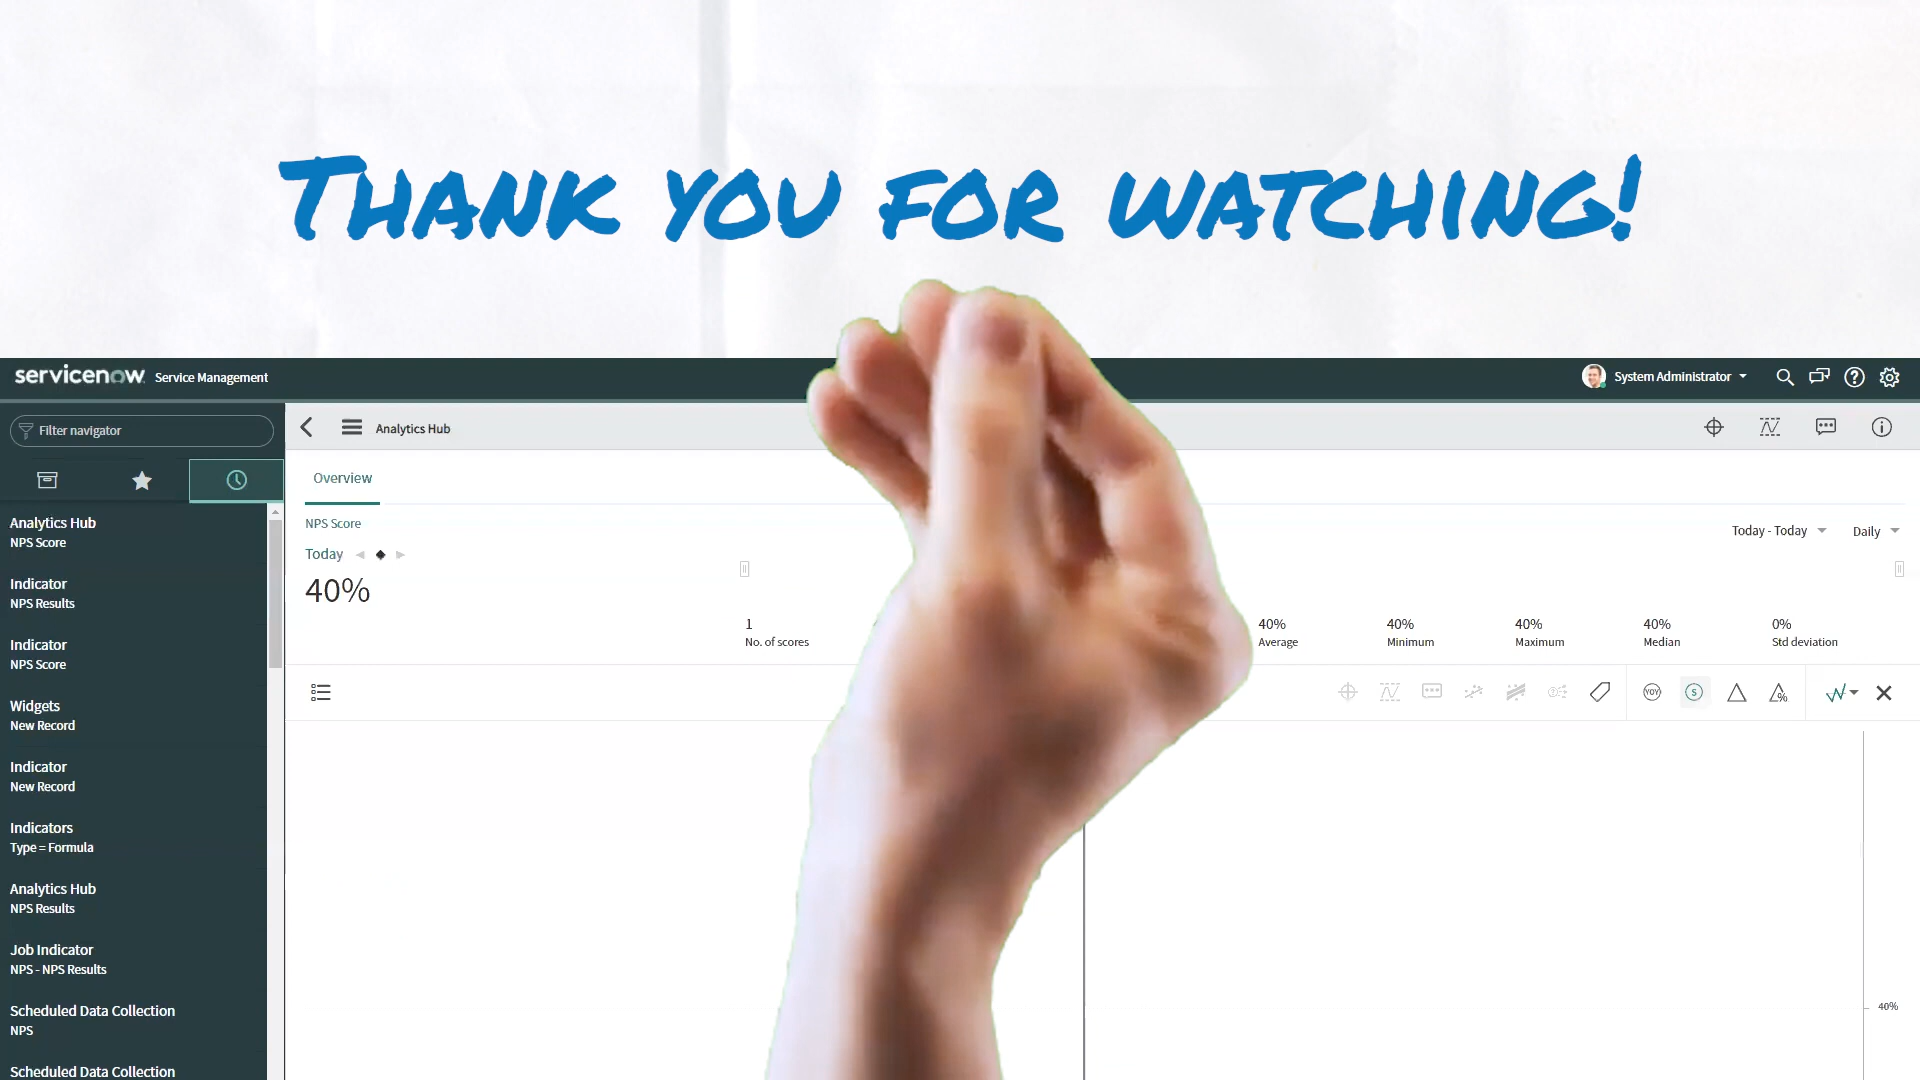 Thank you for watching!
servicenow Service Management
System Administrator
Filter navigator
Analytics Hub
Overview
Analytics Hub
NPS Score
Indicator
NPS Results
Indicator
NPS Score
Widgets
New Record
Indicator
New Record
Indicators
Type = Formula
Analytics Hub
NPS Results
Job Indicator
NPS - NPS Results
Scheduled Data Collection
NPS
Scheduled Data Collection
NPS Score
Today
40%
Today - Today
Daily
1
No. of scores
40%
Average
40%
Minimum
40%
Maximum
40%
Median
0%
Std deviation
YOY
S
%
40%